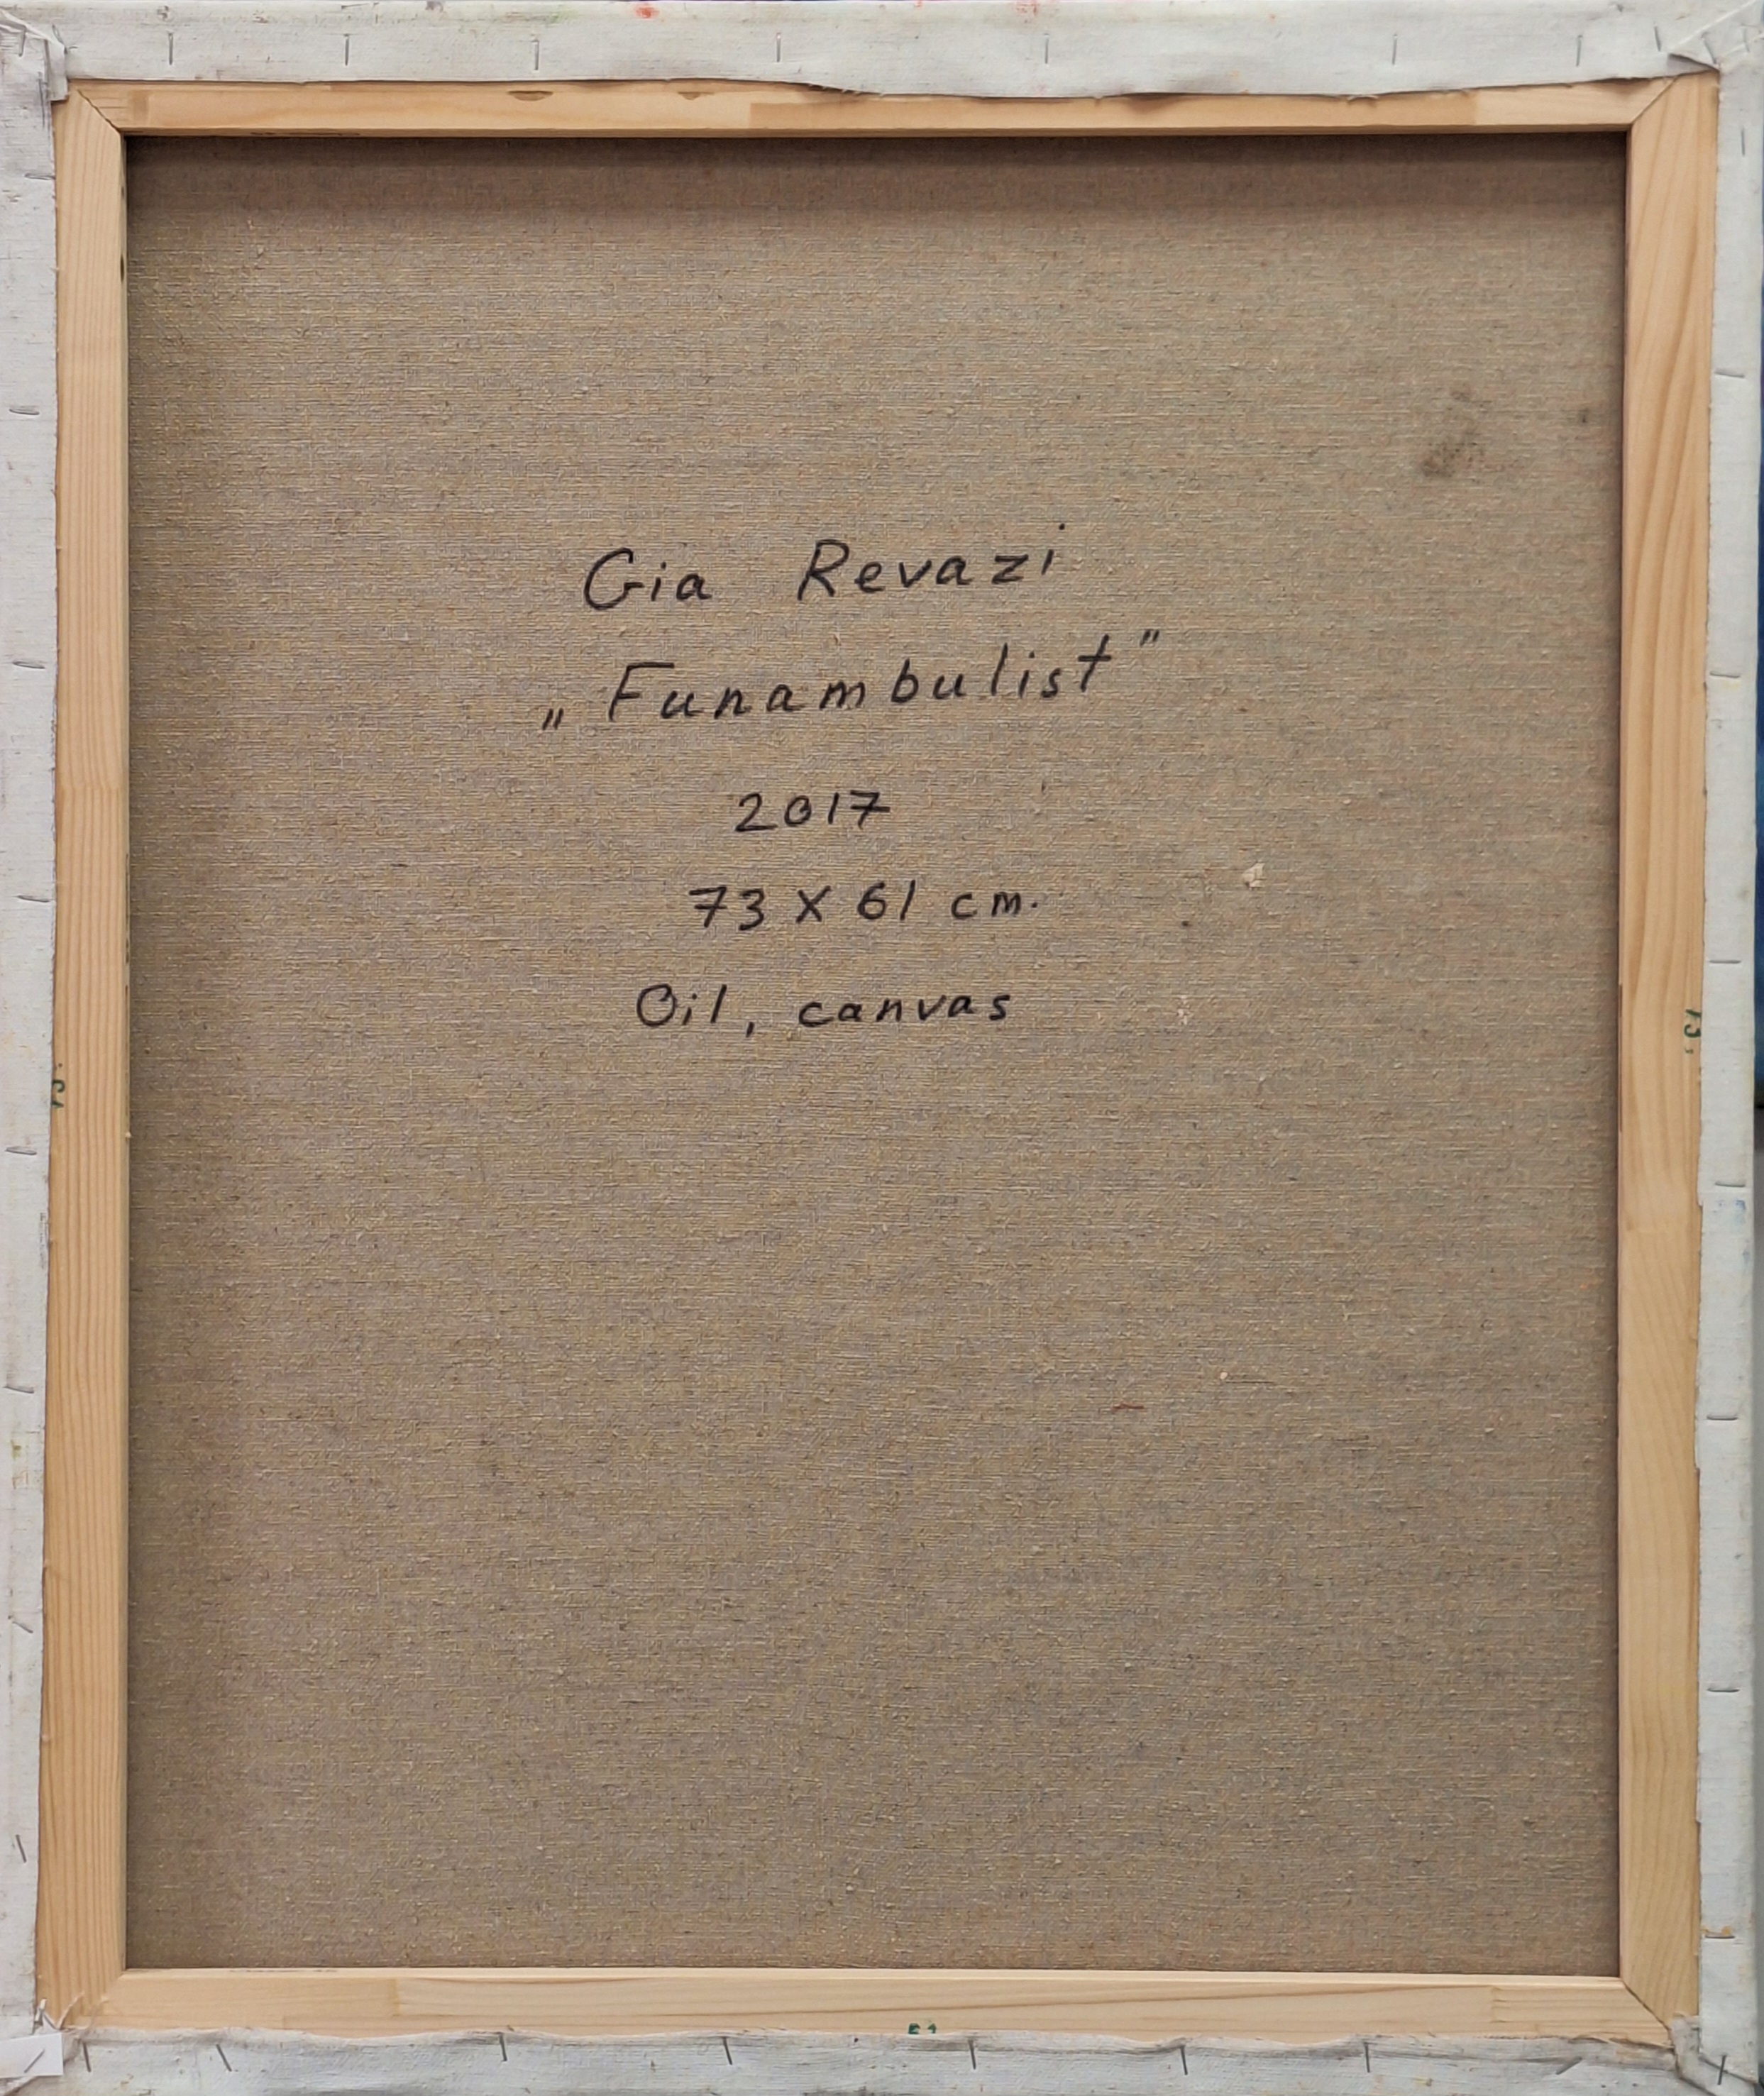 Gia Revazi
„Funambulist”
2017
73 x 61 cm.
Oil, canvas